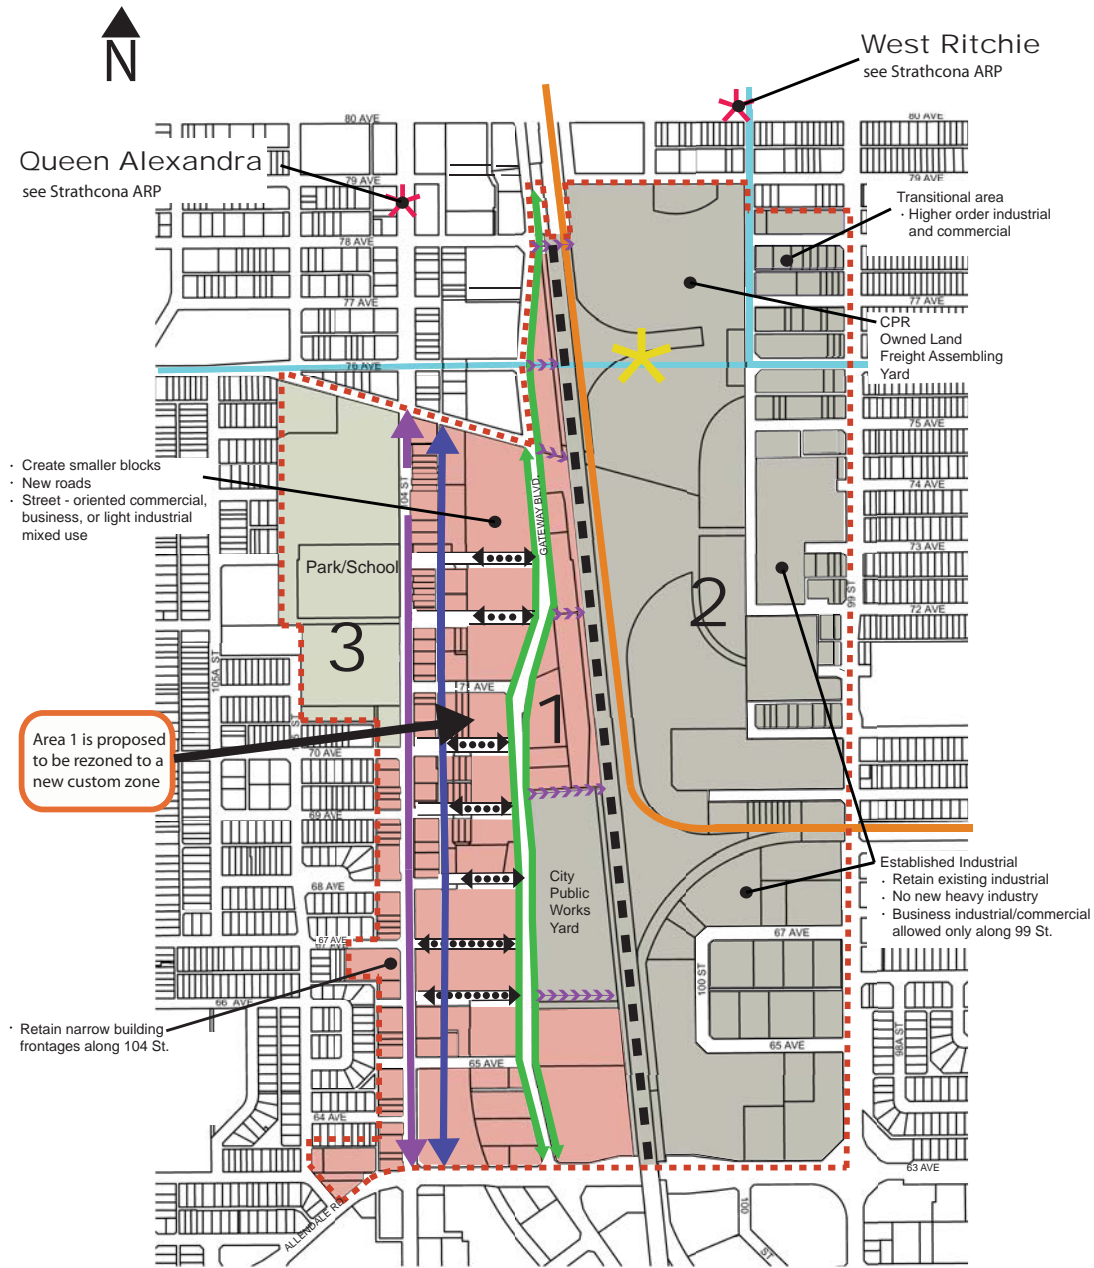 N
West Ritchie
see Strathcona ARP
80 AVE
80 AVE
Queen Alexandra
see Strathcona ARP
79 AVE
79 AVE
Transitional area
· Higher order industrial
and commercial
78 AVE
77 AVE
77 AVE
CPR
Owned Land
Freight Assembling
Yard
76 AVE
75 AVE
· Create smaller blocks
· New roads
· Street - oriented commercial,
business, or light industrial
mixed use
104 ST
GATEWAY BLVD.
74 AVE
73 AVE
Park/School
2
99 ST
72 AVE
3
105A ST
71 AVE
1
Area 1 is proposed
to be rezoned to a
new custom zone
70 AVE
69 AVE
68 AVE
City
Public
Works
Yard
Established Industrial
· Retain existing industrial
· No new heavy industry
· Business industrial/commercial
allowed only along 99 St.
67 AVE
67 AVE
100 ST
66 AVE
· Retain narrow building
frontages along 104 St.
65 AVE
65 AVE
98A ST
64 AVE
63 AVE
ALLENDALE RD
100
ST